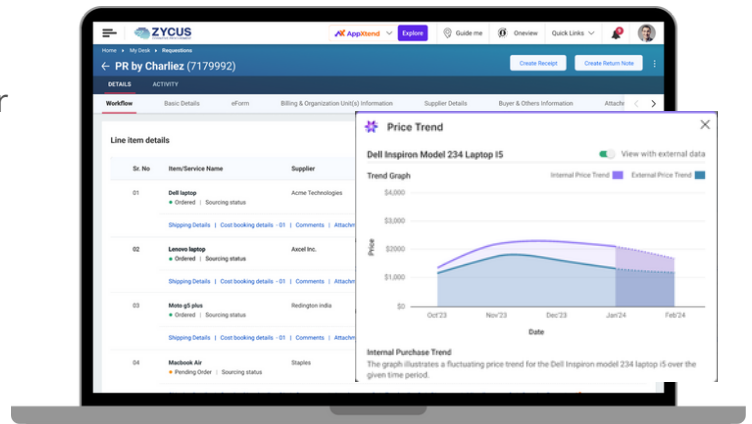 r
ZYCUS
AppXtend
Explore
Guide me
Oneview
Quick Links
Home
My Desk
Requestions
← PR by Charliez (7179992)
Create Receipt
Create Return Note
DETAILS
ACTIVITY
Workflow
Basic Details
eForm
Billing & Organization Unit(s) Information
Supplier Details
Buyer & Others Information
Attach
Line item details
Sr. No
Item/Service Name
Supplier
01
Dell laptop
Acme Technologies
Ordered | Sourcing status
Shipping Details | Cost booking details - 01 | Comments | Attachm
02
Lenovo laptop
Axcel Inc.
Ordered | Sourcing status
Shipping Details | Cost booking details - 01 | Comments | Attachm
03
Moto g5 plus
Redington india
Ordered | Sourcing status
Shipping Details | Cost booking details - 01 | Comments | Attachm
04
Macbook Air
Staples
Pending Order | Sourcing status
Price Trend
Dell Inspiron Model 234 Laptop I5
View with external data
Trend Graph
Internal Price Trend
External Price Trend
$4,000
$3,000
$2000
$1,000
$0
Price
Oct'23
Nov'23
Dec'23
Jan'24
Feb'24
Date
Internal Purchase Trend
The graph illustrates a fluctuating price trend for the Dell Inspiron model 234 laptop i5 over the
given time period.